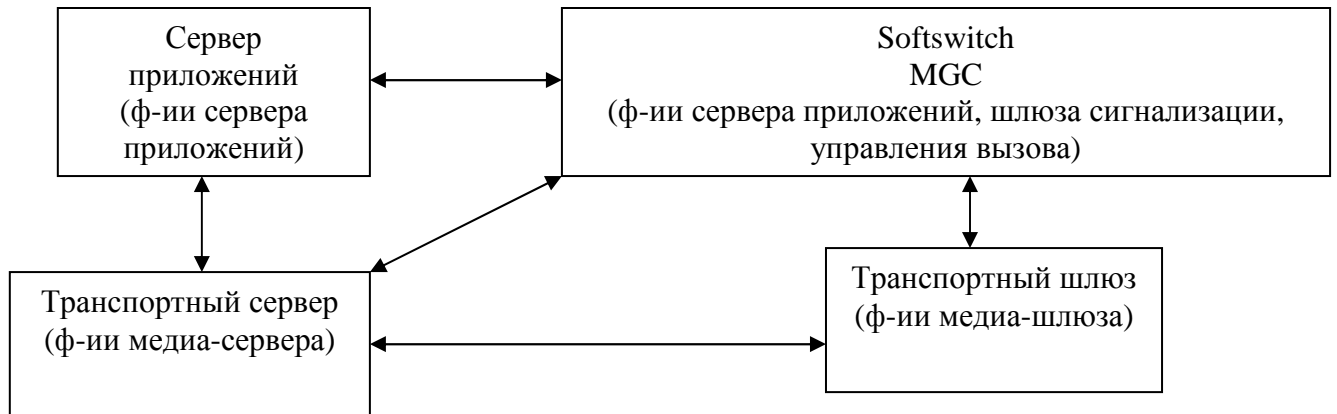 Сервер
приложений
(ф-ии сервера
приложений)
Softswitch
MGC
(ф-ии сервера приложений, шлюза сигнализации,
управления вызова)
Транспортный сервер
(ф-ии медиа-сервера)
Транспортный шлюз
(ф-ии медиа-шлюза)